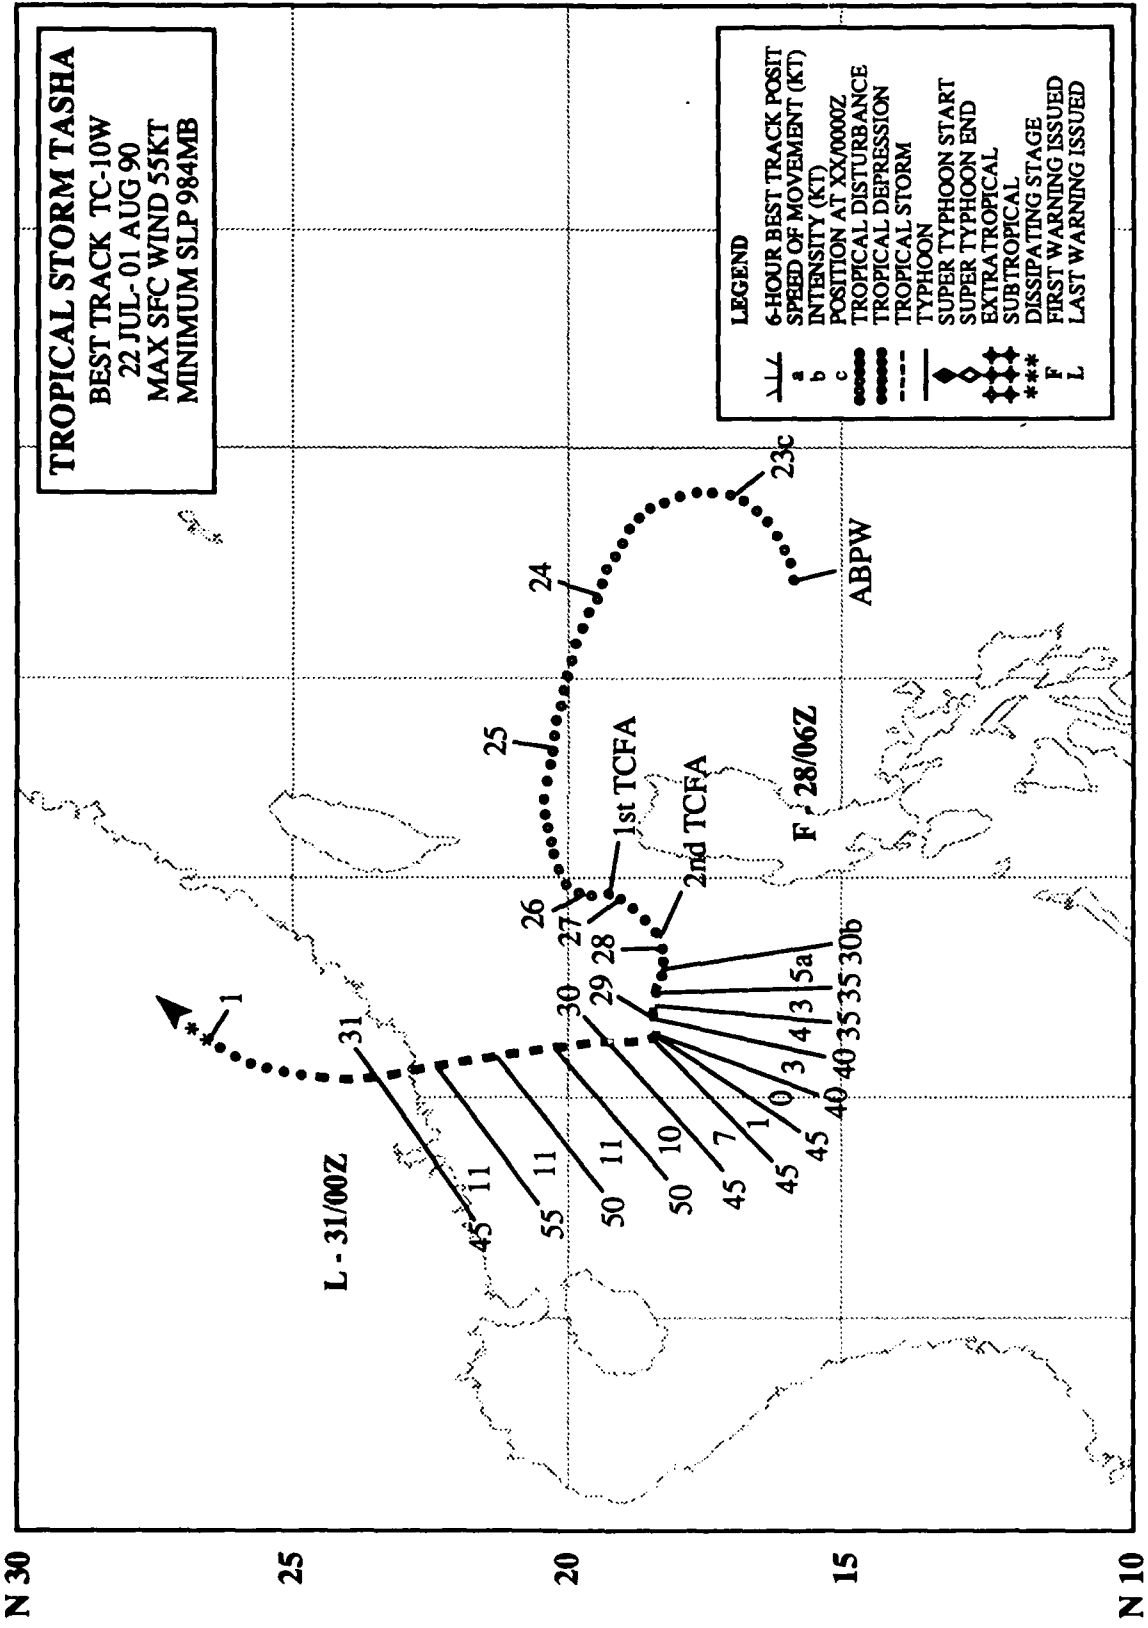 TROPICAL STORM TASHA
BEST TRACK TC-10W
22 JUL- 01 AUG 90
MAX SFC WIND 55KT
MINIMUM SLP 984MB
LEGEND
6-HOUR BEST TRACK POSIT
a SPEED OF MOVEMENT (KT)
b INTENSITY (KT)
c POSITION AT XX/0000Z
TROPICAL DISTURBANCE
TROPICAL DEPRESSION
TROPICAL STORM
TYPHOON
SUPER TYPHOON START
SUPER TYPHOON END
EXTRATROPICAL
SUBTROPICAL
*** DISSIPATING STAGE
F FIRST WARNING ISSUED
L LAST WARNING ISSUED
N 30
25
20
15
N 10
L - 31/00Z
F - 28/06Z
**
1
31
30
29
28
27
26
25
24
23c
ABPW
1st TCFA
2nd TCFA
45
11
55
11
50
11
50
10
45
7
45
1
45
0
40
3
40
4
35
3
35
5a
30b